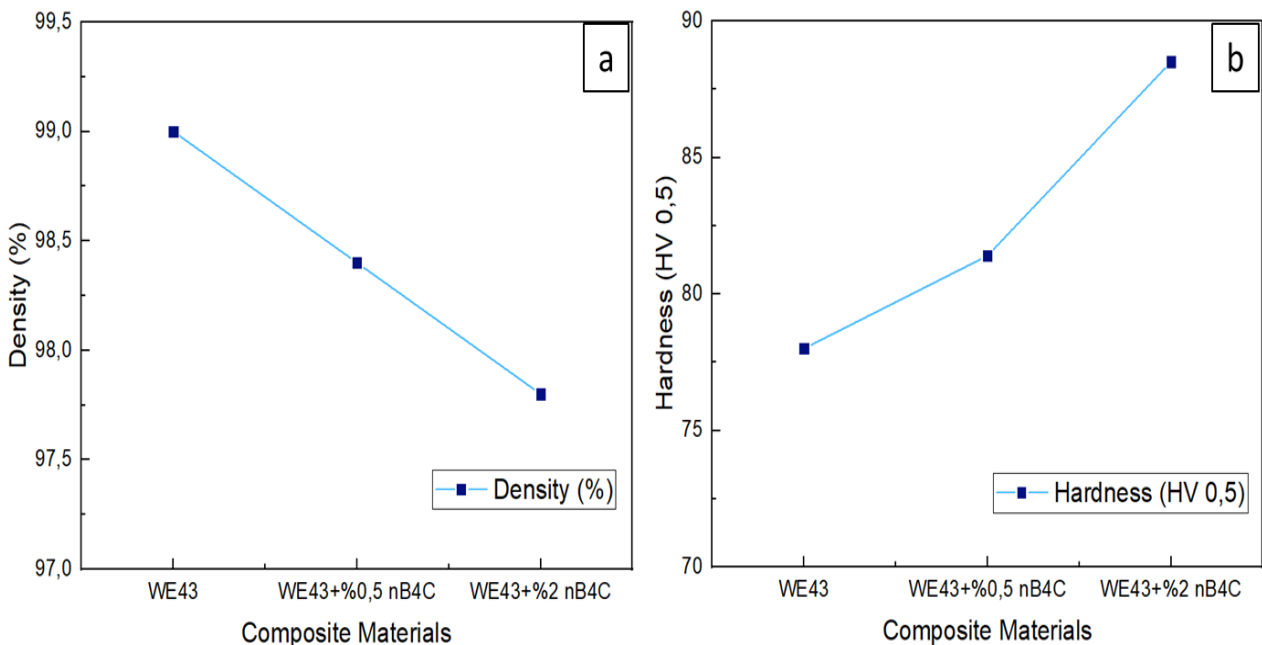 a
99,5
99,0
98,5
98,0
97,5
97,0
Density (%)
Density (%)
WE43
WE43+%0,5 nB4C
WE43+%2 nB4C
Composite Materials
b
90
85
80
75
70
Hardness (HV 0,5)
Hardness (HV 0,5)
WE43
WE43+%0,5 nB4C
WE43+%2 nB4C
Composite Materials